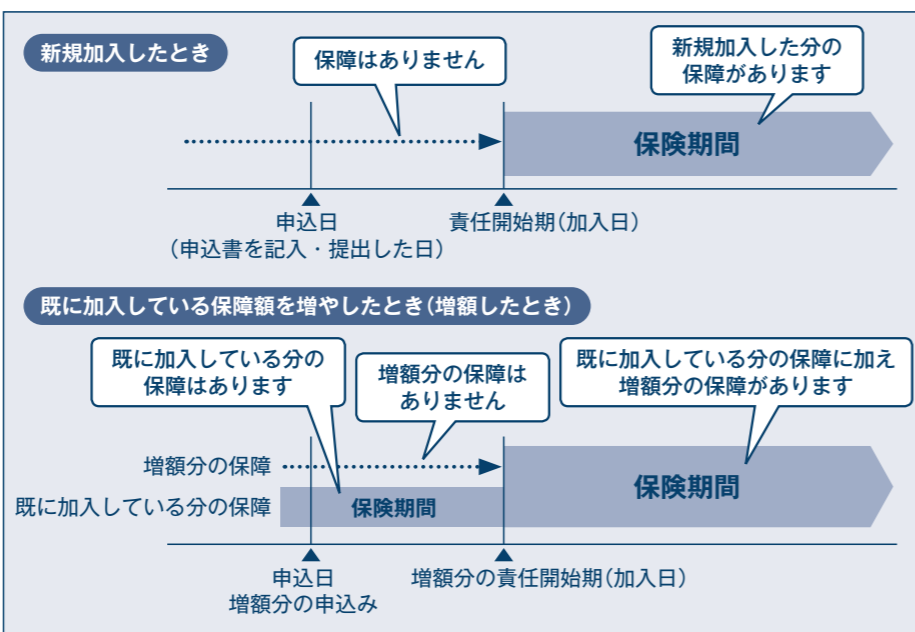 新規加入したとき
保障はありません
新規加入した分の
保障があります
保険期間
申込日
（申込書を記入・提出した日）
責任開始期（加入日）
既に加入している保障額を増やしたとき（増額したとき）
既に加入している分の
保障はあります
増額分の保障は
ありません
既に加入している分の保障に加え
増額分の保障があります
増額分の保障
既に加入している分の保障
保険期間
保険期間
申込日
増額分の申込み
増額分の責任開始期（加入日）